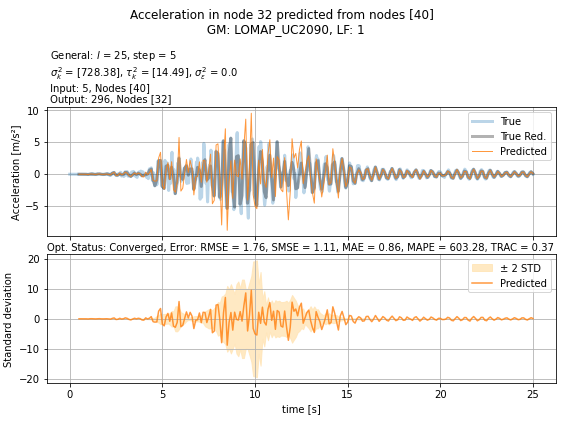 Acceleration in node 32 predicted from nodes [40]
GM: LOMAP_UC2090, LF: 1
General: l = 25, step = 5
σ²ₖ = [728.38], τ²ₖ = [14.49], σ²ε = 0.0
Input: 5, Nodes [40]
Output: 296, Nodes [32]
Acceleration [m/s²]
10
5
0
−5
True
True Red.
Predicted
Opt. Status: Converged, Error: RMSE = 1.76, SMSE = 1.11, MAE = 0.86, MAPE = 603.28, TRAC = 0.37
Standard deviation
20
10
0
−10
−20
± 2 STD
Predicted
0 5 10 15 20 25
time [s]